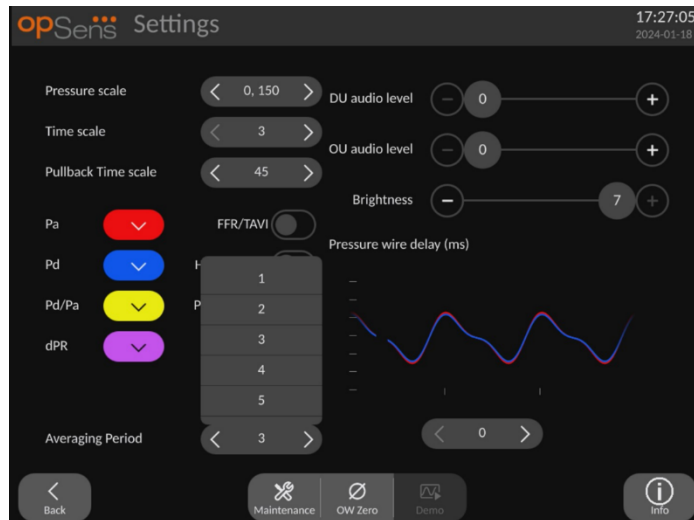 opSens Settings
17:27:05
2024-01-18
Pressure scale
0, 150
Time scale
3
Pullback Time scale
45
DU audio level
0
OU audio level
0
Brightness
7
Pa
FFR/TAVI
Pd
H
Pd/Pa
P
dPR
Pressure wire delay (ms)
1
2
3
4
5
Averaging Period
3
0
Back
Maintenance
OW Zero
Demo
Info